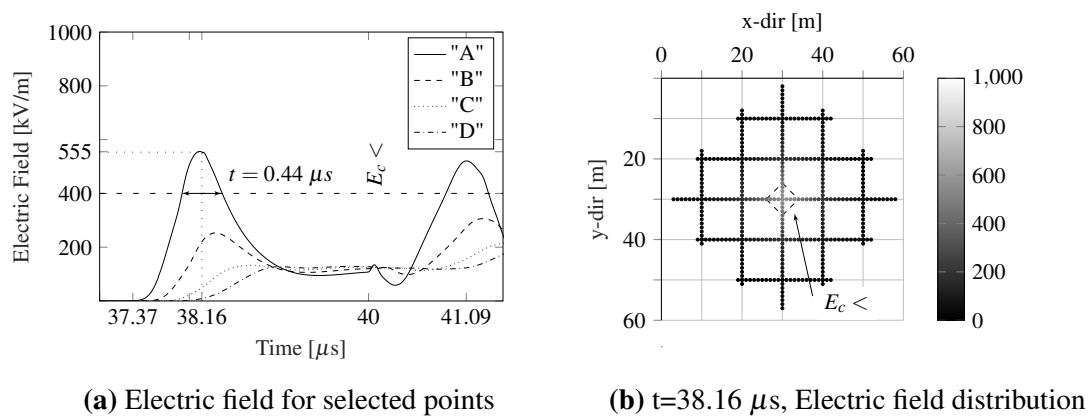 1000
800
555
400
200
Electric Field [kV/m]
"A"
"B"
"C"
"D"
t = 0.44 μs
E_c <
37.37
38.16
40
41.09
Time [μs]
(a) Electric field for selected points
x-dir [m]
0
20
40
60
20
40
60
y-dir [m]
E_c <
1,000
800
600
400
200
0
(b) t=38.16 μs, Electric field distribution